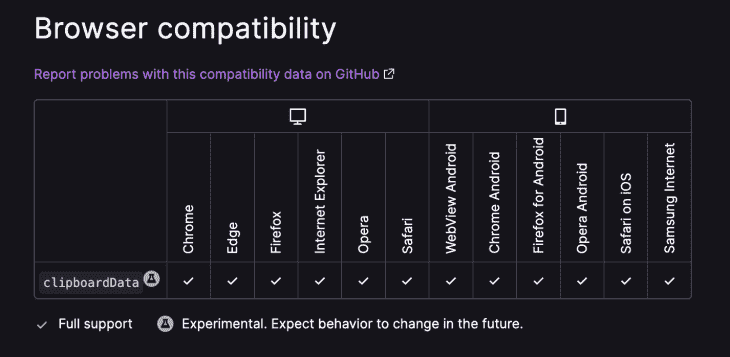 Browser compatibility
Report problems with this compatibility data on GitHub
Chrome
Edge
Firefox
Internet Explorer
Opera
Safari
WebView Android
Chrome Android
Firefox for Android
Opera Android
Safari on iOS
Samsung Internet
clipboardData
Full support
Experimental. Expect behavior to change in the future.